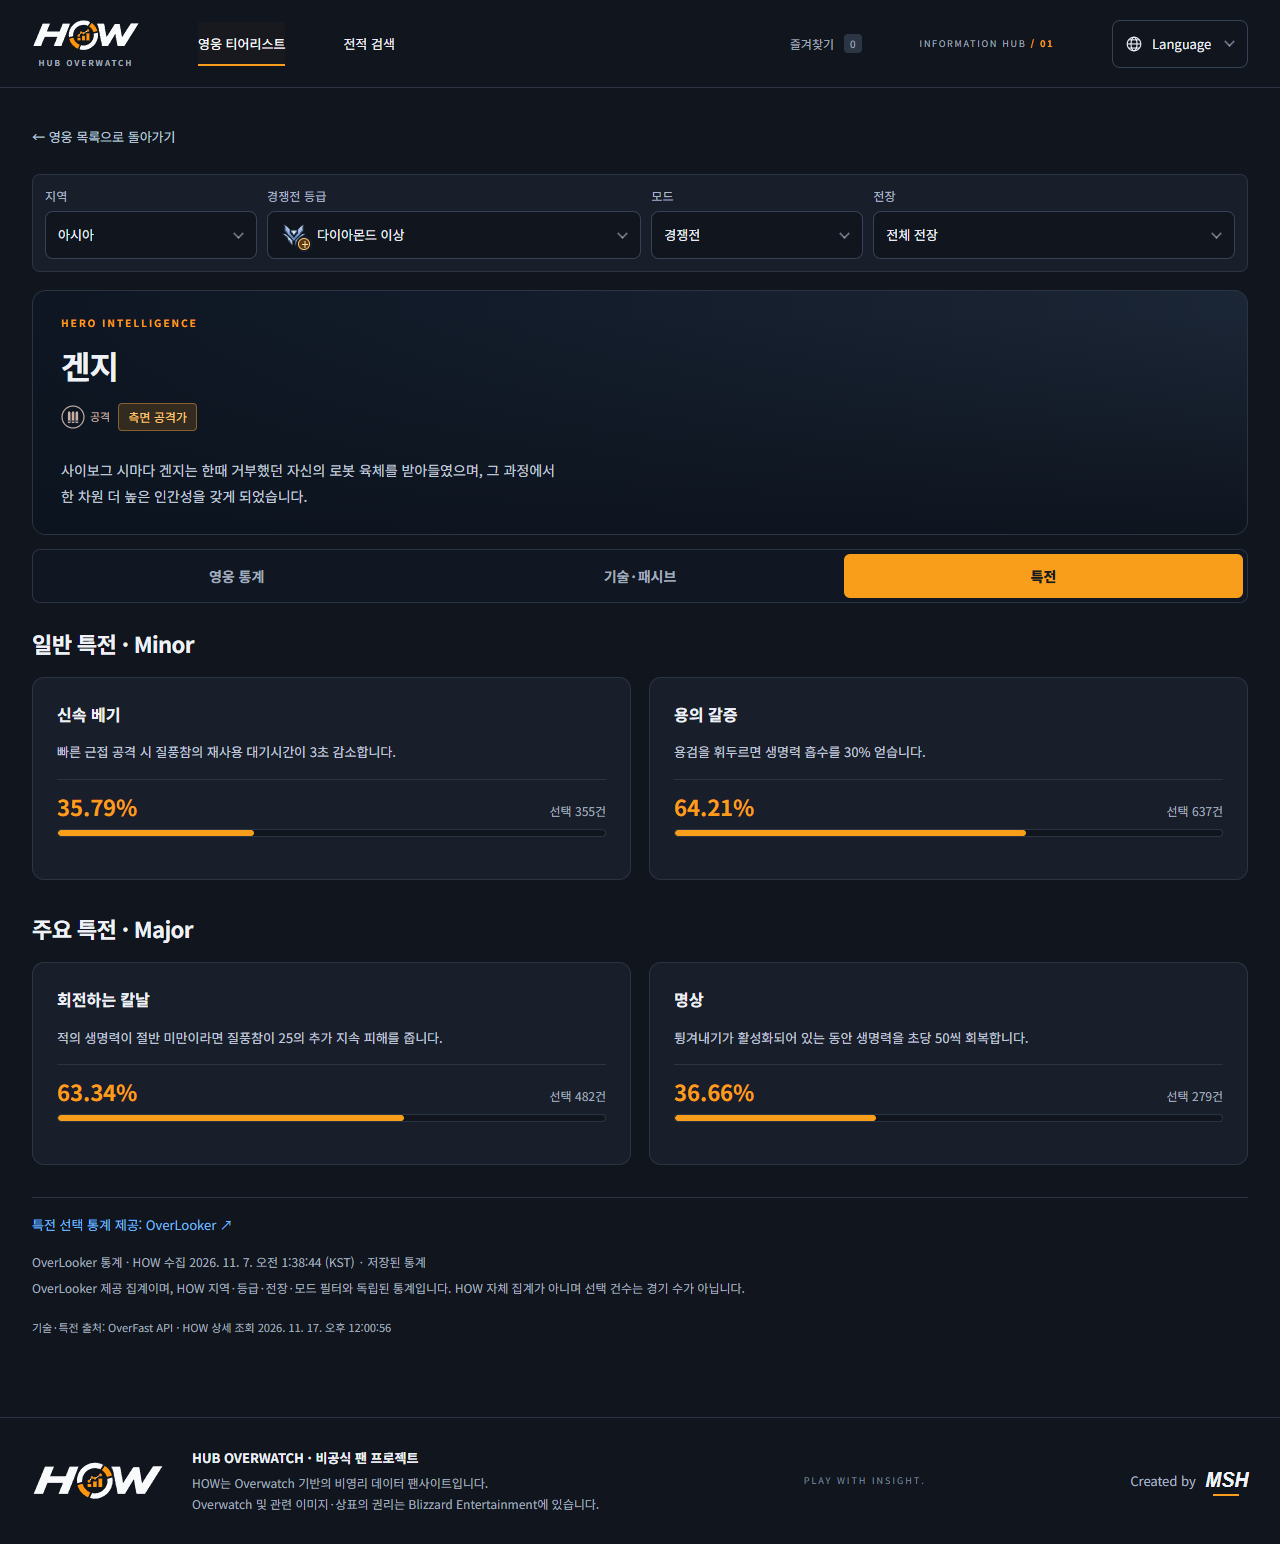 HOW
HUB OVERWATCH
영웅 티어리스트
전적 검색
즐겨찾기 0
INFORMATION HUB / 01
Language
← 영웅 목록으로 돌아가기
지역
경쟁전 등급
모드
전장
아시아
다이아몬드 이상
경쟁전
전체 전장
HERO INTELLIGENCE
겐지
공격
측면 공격가
사이보그 시마다 겐지는 한때 거부했던 자신의 로봇 육체를 받아들였으며, 그 과정에서
한 차원 더 높은 인간성을 갖게 되었습니다.
영웅 통계
기술·패시브
특전
일반 특전 · Minor
신속 베기
빠른 근접 공격 시 질풍참의 재사용 대기시간이 3초 감소합니다.
35.79%
선택 355건
용의 갈증
용검을 휘두르면 생명력 흡수를 30% 얻습니다.
64.21%
선택 637건
주요 특전 · Major
회전하는 칼날
적의 생명력이 절반 미만이라면 질풍참이 25의 추가 지속 피해를 줍니다.
63.34%
선택 482건
명상
튕겨내기가 활성화되어 있는 동안 생명력을 초당 50씩 회복합니다.
36.66%
선택 279건
특전 선택 통계 제공: OverLooker ↗
OverLooker 통계 · HOW 수집 2026. 11. 7. 오전 1:38:44 (KST) · 저장된 통계
OverLooker 제공 집계이며, HOW 지역·등급·전장·모드 필터와 독립된 통계입니다. HOW 자체 집계가 아니며 선택 건수는 경기 수가 아닙니다.
기술·특전 출처: OverFast API · HOW 상세 조회 2026. 11. 17. 오후 12:00:56
HOW
HUB OVERWATCH · 비공식 팬 프로젝트
HOW는 Overwatch 기반의 비영리 데이터 팬사이트입니다.
Overwatch 및 관련 이미지·상표의 권리는 Blizzard Entertainment에 있습니다.
PLAY WITH INSIGHT.
Created by MSH